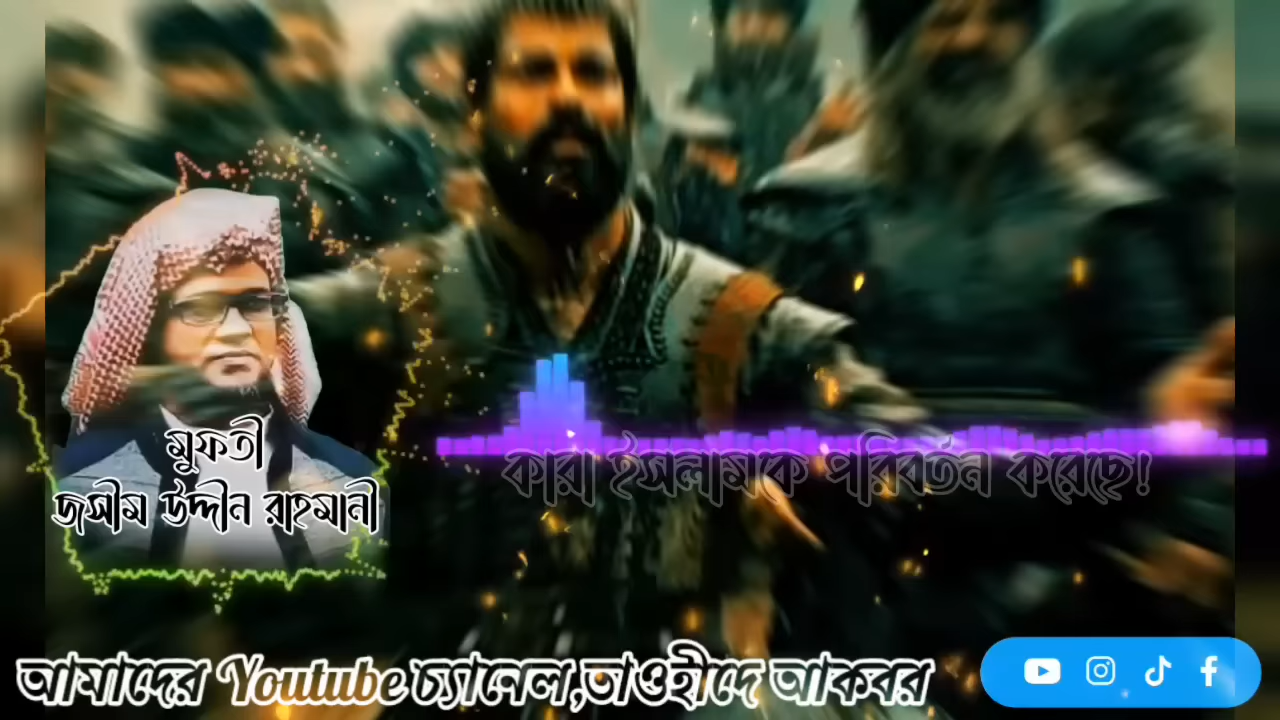 মুফতী
জসীম উদ্দীন রাহমানী
কারা ইসলামকে পরিবর্তন করেছে!
আমাদের Youtube চ্যানেল,তাওহীদে আকবর